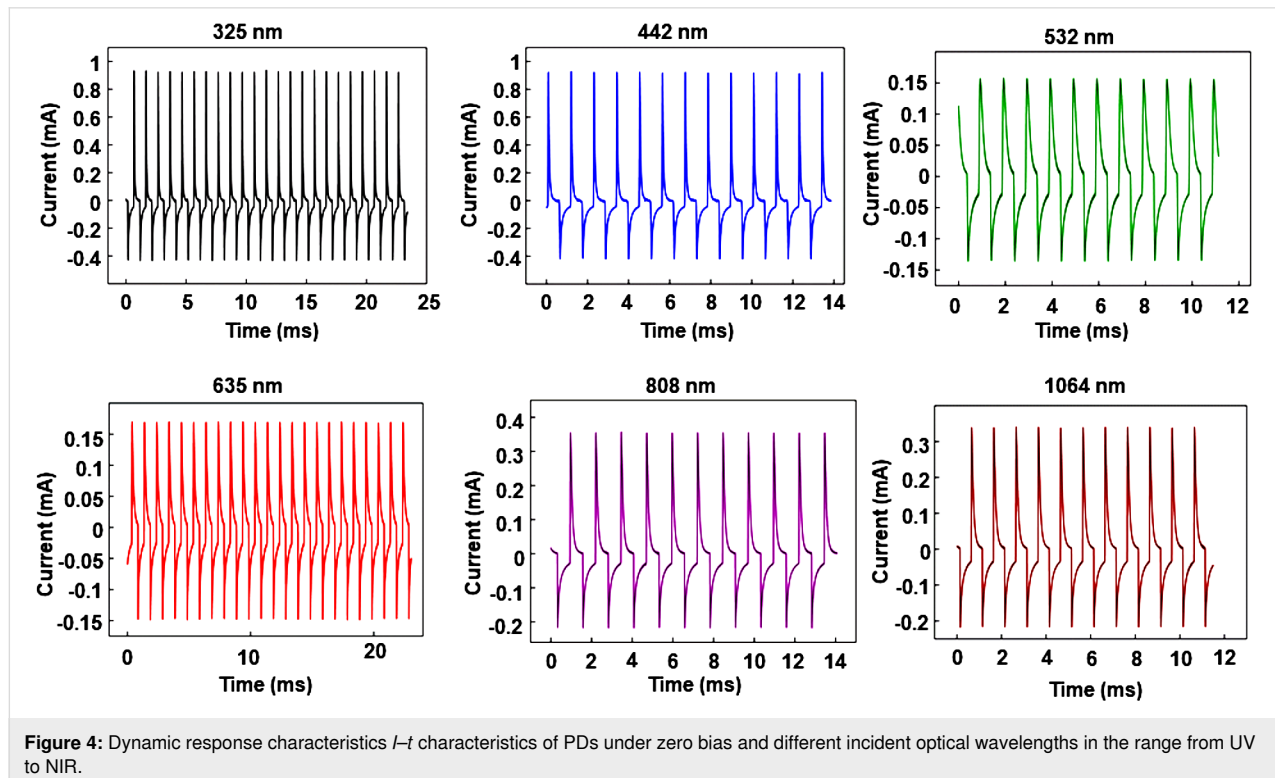 325 nm
442 nm
532 nm
Current (mA)
1
0.8
0.6
0.4
0.2
0
-0.2
-0.4
0 5 10 15 20 25
Time (ms)
Current (mA)
1
0.8
0.6
0.4
0.2
0
-0.2
-0.4
0 2 4 6 8 10 12 14
Time (ms)
Current (mA)
0.15
0.1
0.05
0
-0.05
-0.1
-0.15
0 2 4 6 8 10 12
Time (ms)
635 nm
808 nm
1064 nm
Current (mA)
0.15
0.1
0.05
0
-0.05
-0.1
-0.15
0 10 20
Time (ms)
Current (mA)
0.4
0.3
0.2
0.1
0
-0.1
-0.2
0 2 4 6 8 10 12 14
Time (ms)
Current (mA)
0.3
0.2
0.1
0
-0.1
-0.2
0 2 4 6 8 10 12
Time (ms)
Figure 4: Dynamic response characteristics I–t characteristics of PDs under zero bias and different incident optical wavelengths in the range from UV
to NIR.